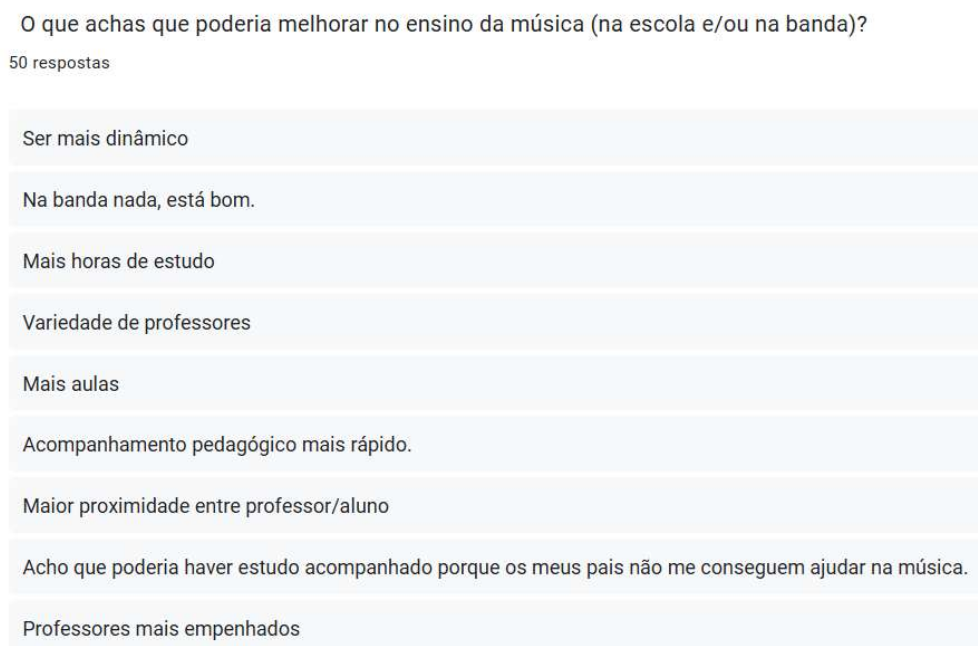 O que achas que poderia melhorar no ensino da música (na escola e/ou na banda)?
50 respostas
Ser mais dinâmico
Na banda nada, está bom.
Mais horas de estudo
Variedade de professores
Mais aulas
Acompanhamento pedagógico mais rápido.
Maior proximidade entre professor/aluno
Acho que poderia haver estudo acompanhado porque os meus pais não me conseguem ajudar na música.
Professores mais empenhados